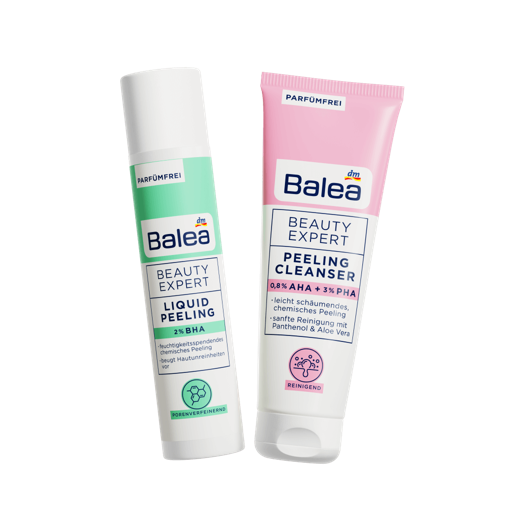 PARFÜMFREI
dm
Balea
BEAUTY
EXPERT
LIQUID
PEELING
2% BHA
•feuchtigkeitsspendendes
chemisches Peeling
•beugt Hautunreinheiten
vor
PORENVERFEINERND
PARFÜMFREI
dm
Balea
BEAUTY
EXPERT
PEELING
CLEANSER
0,8% AHA + 3% PHA
•leicht schäumendes,
chemisches Peeling
•sanfte Reinigung mit
Panthenol & Aloe Vera
REINIGEND